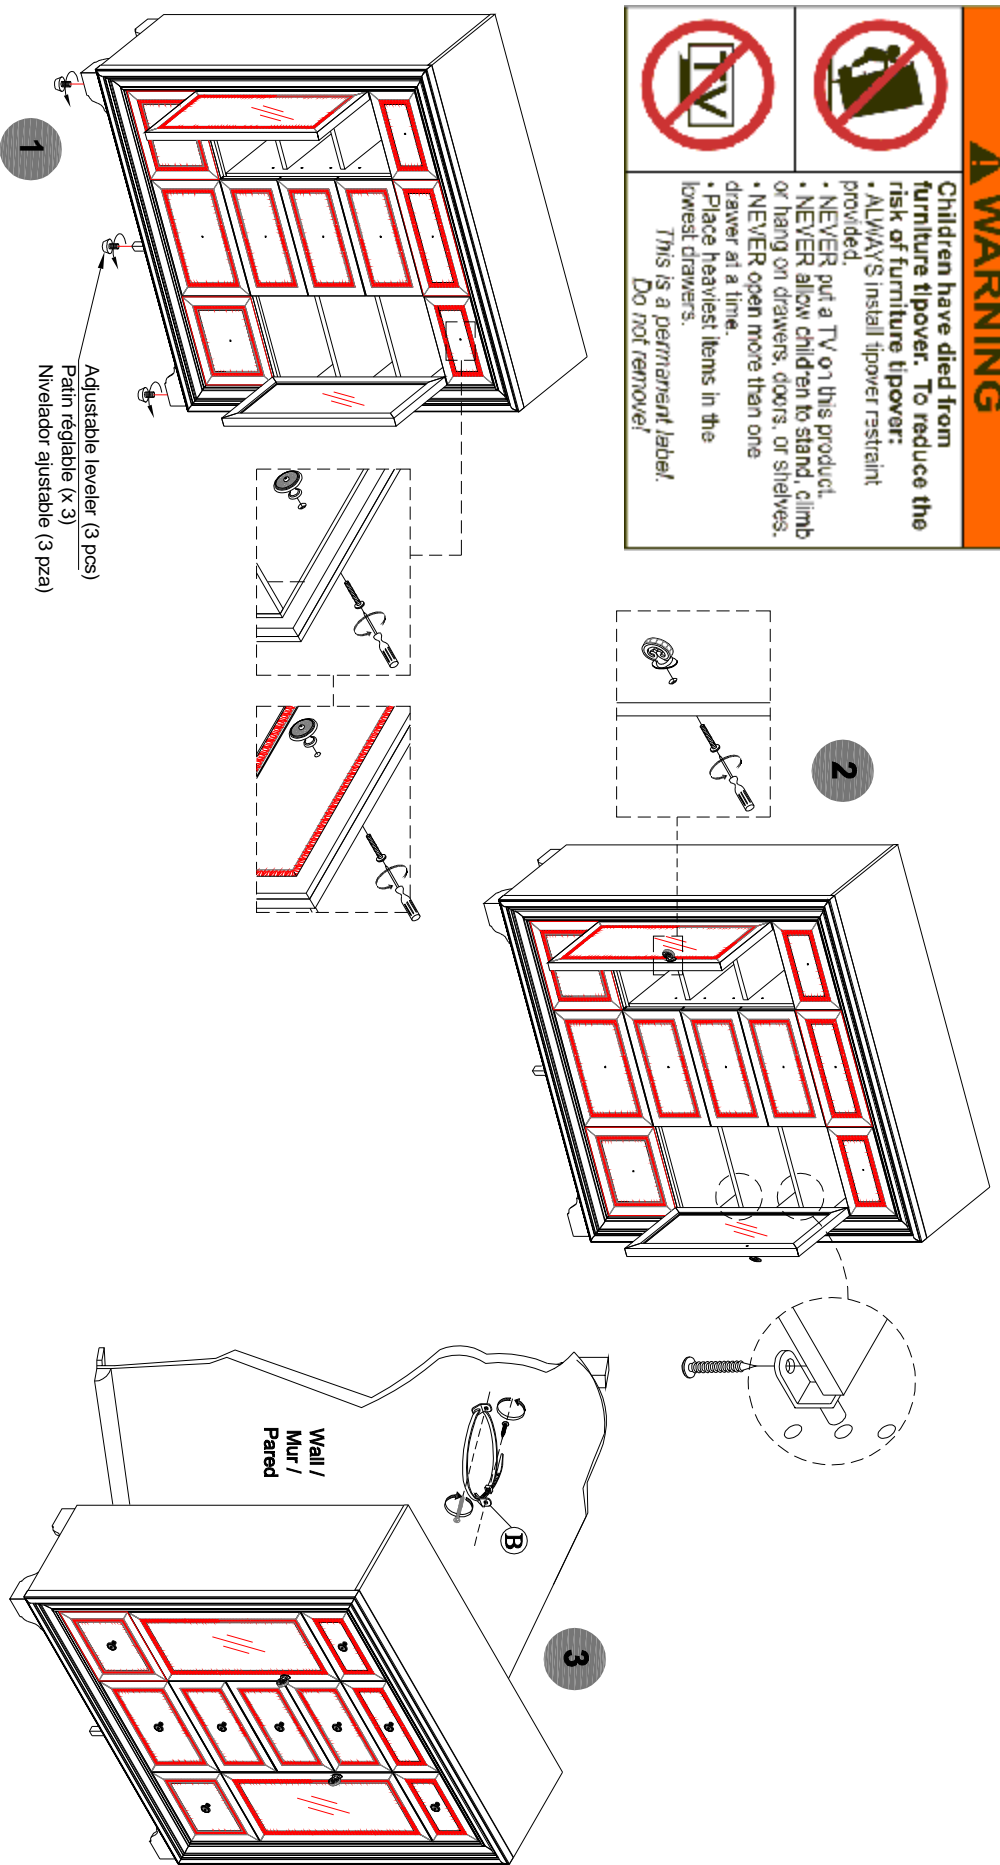 ⚠ WARNING
Children have died from
furniture tipover. To reduce the
risk of furniture tipover:
• ALWAYS install tipover restraint
provided.
• NEVER put a TV on this product.
• NEVER allow children to stand, climb
or hang on drawers, doors, or shelves.
• NEVER open more than one
drawer at a time.
• Place heaviest items in the
lowest drawers.
This is a permanent label.
Do not remove!
TV
1
Adjustable leveler (3 pcs)
Patin réglable (x 3)
Nivelador ajustable (3 pza)
2
3
Wall /
Mur /
Pared
B